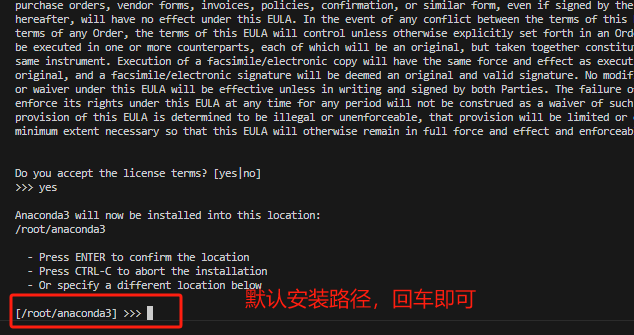 purchase orders, vendor forms, invoices, policies, confirmation, or similar form, even if signed by the
hereafter, will have no effect under this EULA. In the event of any conflict between the terms of this
terms of any Order, the terms of this EULA will control unless otherwise explicitly set forth in an Ord
be executed in one or more counterparts, each of which will be an original, but taken together constitu
same instrument. Execution of a facsimile/electronic copy will have the same force and effect as execut
original, and a facsimile/electronic signature will be deemed an original and valid signature. No modif
or waiver under this EULA will be effective unless in writing and signed by both Parties. The failure o
enforce its rights under this EULA at any time for any period will not be construed as a waiver of such
provision of this EULA is determined to be illegal or unenforceable, that provision will be limited or
minimum extent necessary so that this EULA will otherwise remain in full force and effect and enforceab
Do you accept the license terms? [yes|no]
>>> yes
Anaconda3 will now be installed into this location:
/root/anaconda3
- Press ENTER to confirm the location
- Press CTRL-C to abort the installation
- Or specify a different location below
[/root/anaconda3] >>>
默认安装路径，回车即可